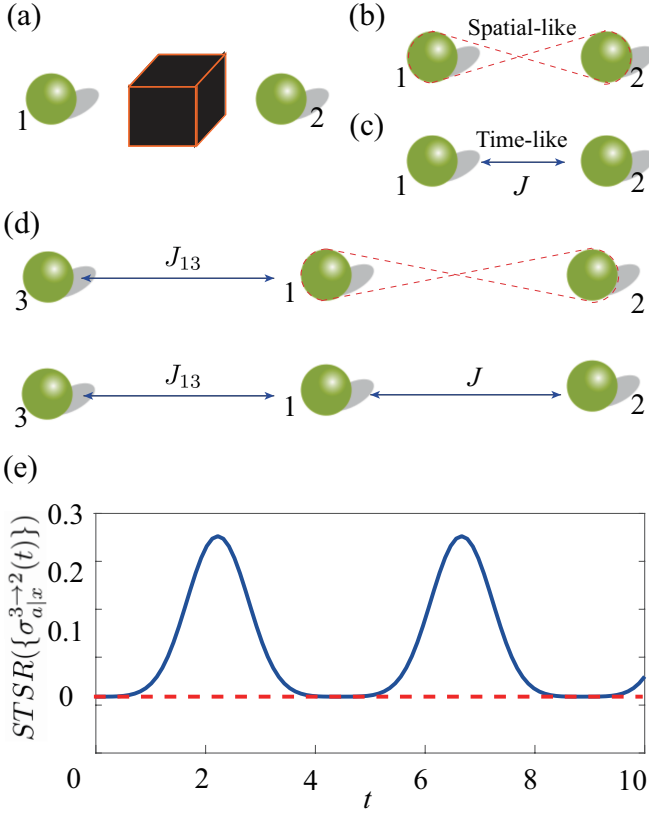 (a)
1
2
(b)
Spatial-like
1
2
(c)
Time-like
1
J
2
(d)
J₁₃
3
1
2
J₁₃
J
3
1
2
(e)
STSR({σ_{a|x}^{3→2}(t)})
0.3
0.2
0.1
0
0
2
4
6
8
10
t